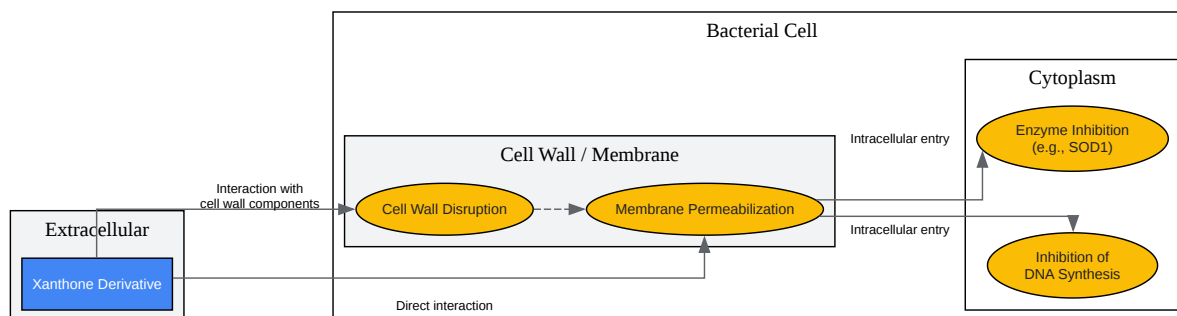 Bacterial Cell
Cytoplasm
Enzyme Inhibition
(e.g., SOD1)
Intracellular entry
Cell Wall / Membrane
Interaction with
cell wall components
Cell Wall Disruption
Membrane Permeabilization
Extracellular
Intracellular entry
Inhibition of
DNA Synthesis
Xanthone Derivative
Direct interaction